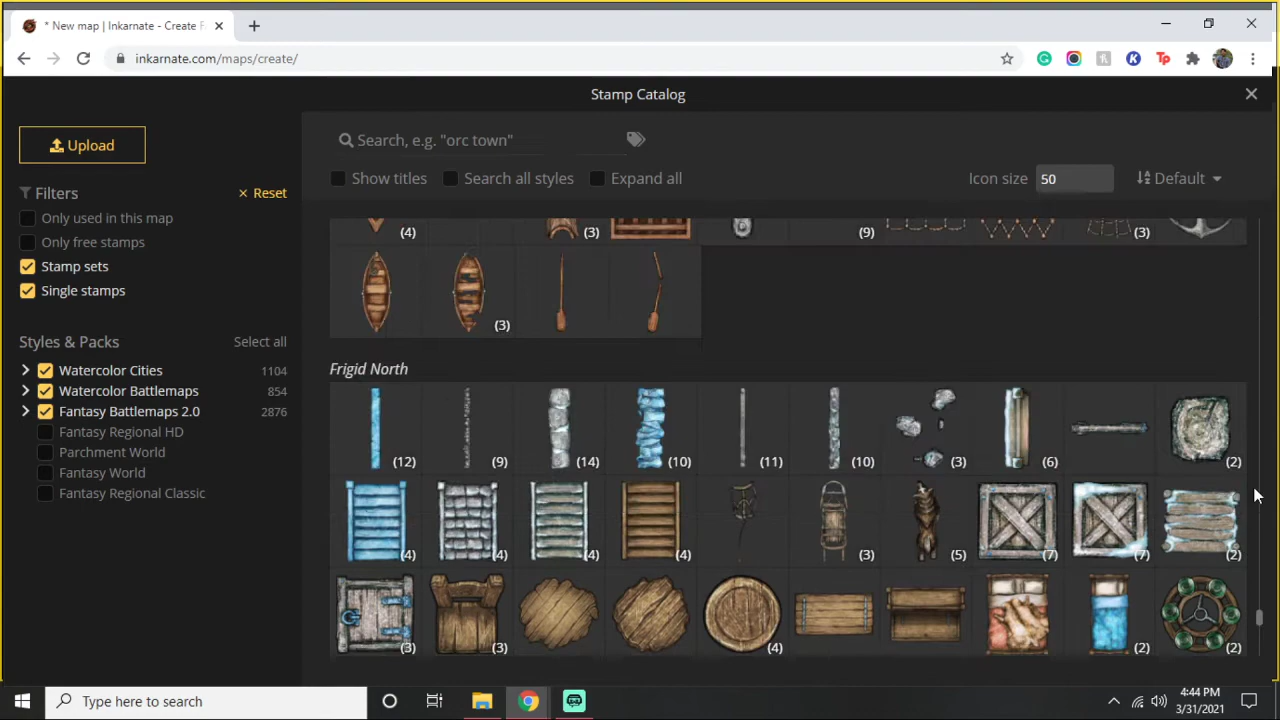 * New map | Inkarnate - Create F
inkarnate.com/maps/create/
Stamp Catalog
Upload
Search, e.g. "orc town"
Filters
Reset
Show titles
Search all styles
Expand all
Icon size
50
Default
Only used in this map
Only free stamps
Stamp sets
Single stamps
(4)
(3)
(9)
(3)
(3)
Styles & Packs
Select all
Watercolor Cities
1104
Watercolor Battlemaps
854
Fantasy Battlemaps 2.0
2876
Fantasy Regional HD
Parchment World
Fantasy World
Fantasy Regional Classic
Frigid North
(12)
(9)
(14)
(10)
(11)
(10)
(3)
(6)
(2)
(4)
(4)
(4)
(4)
(3)
(5)
(7)
(7)
(2)
(3)
(3)
(4)
(2)
(2)
Type here to search
4:44 PM
3/31/2021